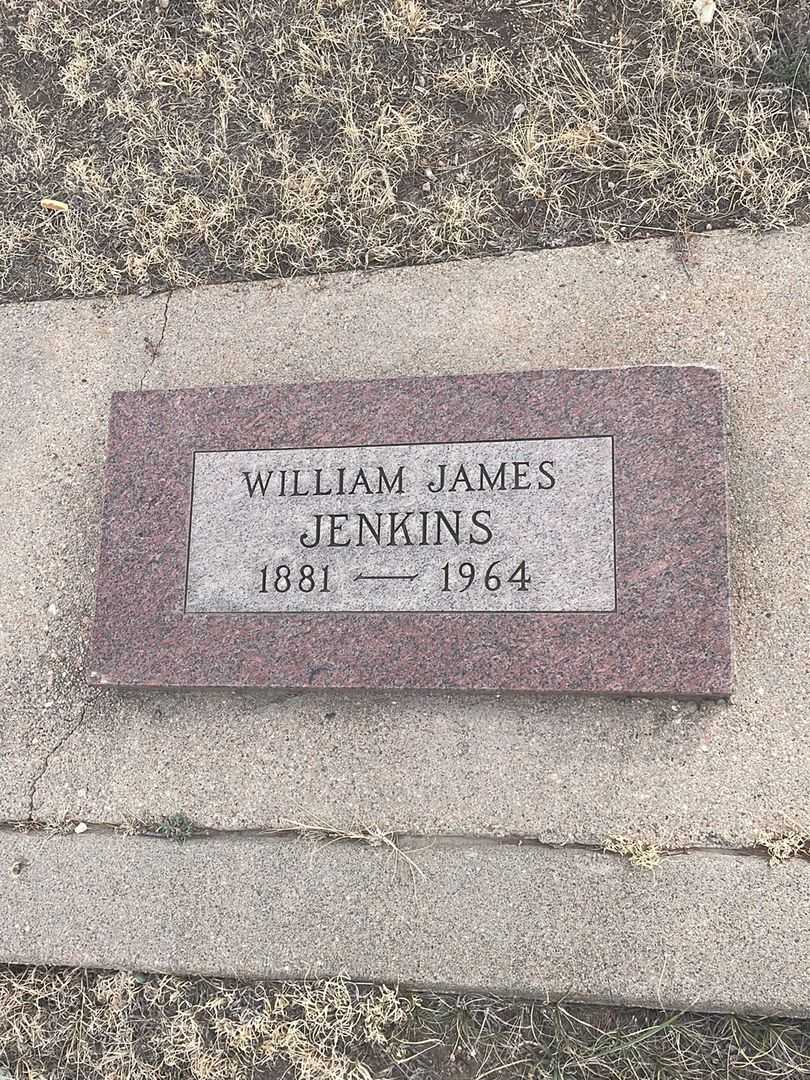 WILLIAM JAMES
JENKINS
1881 — 1964